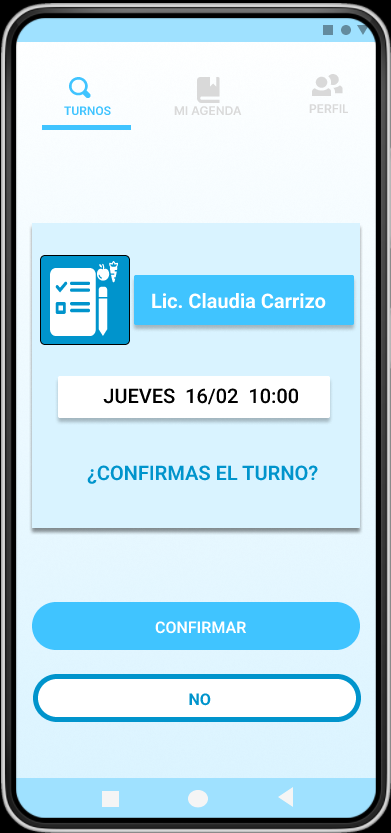 TURNOS
MI AGENDA
PERFIL
Lic. Claudia Carrizo
JUEVES 16/02 10:00
¿CONFIRMAS EL TURNO?
CONFIRMAR
NO